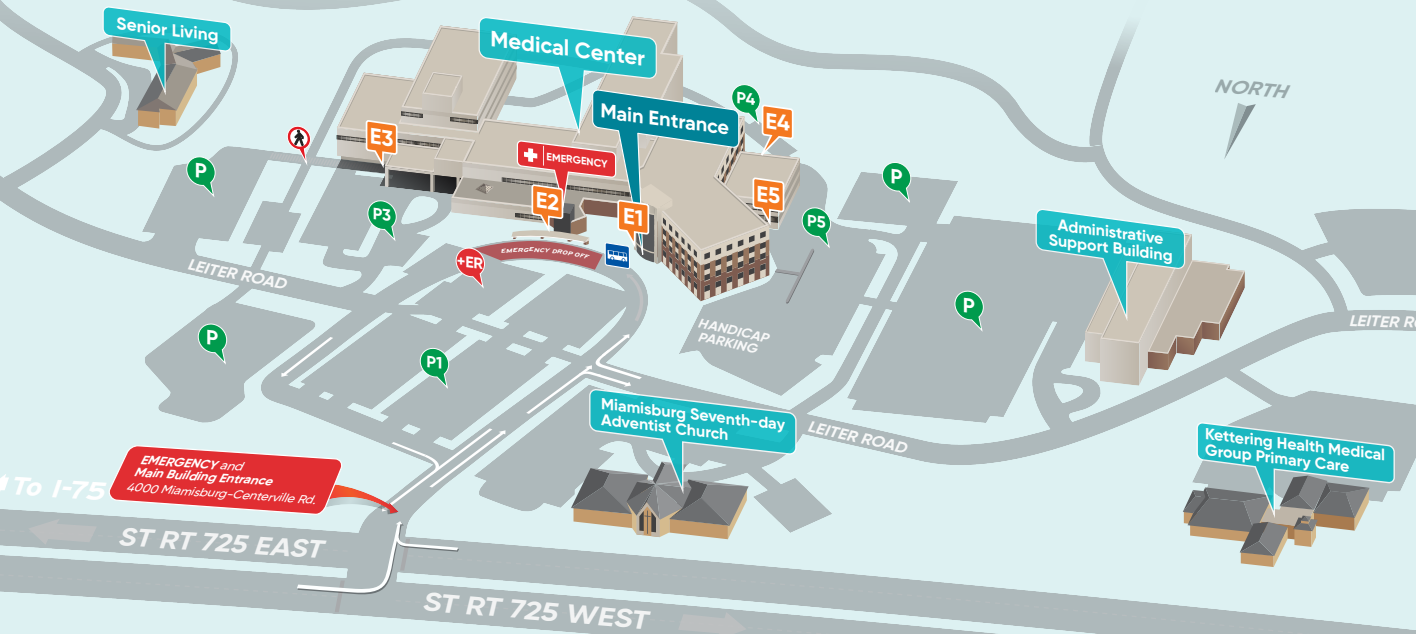 Senior Living
Medical Center
Main Entrance
NORTH
P4
E4
E3
EMERGENCY
P
P
E2
E1
E5
P3
P5
Administrative
Support Building
EMERGENCY DROP OFF
+ER
LEITER ROAD
P
P
HANDICAP
PARKING
LEITER R
P1
Miamisburg Seventh-day
Adventist Church
LEITER ROAD
Kettering Health Medical
Group Primary Care
EMERGENCY and
Main Building Entrance
4000 Miamisburg-Centerville Rd.
To I-75
ST RT 725 EAST
ST RT 725 WEST